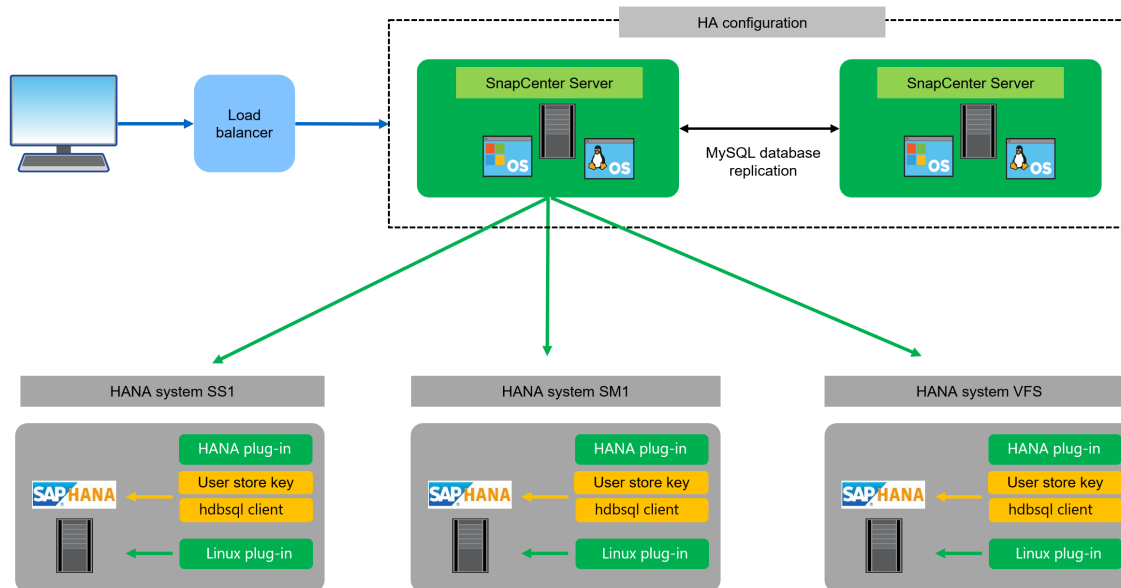 HA configuration
SnapCenter Server
SnapCenter Server
Load
balancer
OS
OS
MySQL database
replication
OS
OS
HANA system SS1
HANA system SM1
HANA system VFS
HANA plug-in
User store key
SAP HANA
hdbsql client
Linux plug-in
HANA plug-in
User store key
SAP HANA
hdbsql client
Linux plug-in
HANA plug-in
User store key
SAP HANA
hdbsql client
Linux plug-in